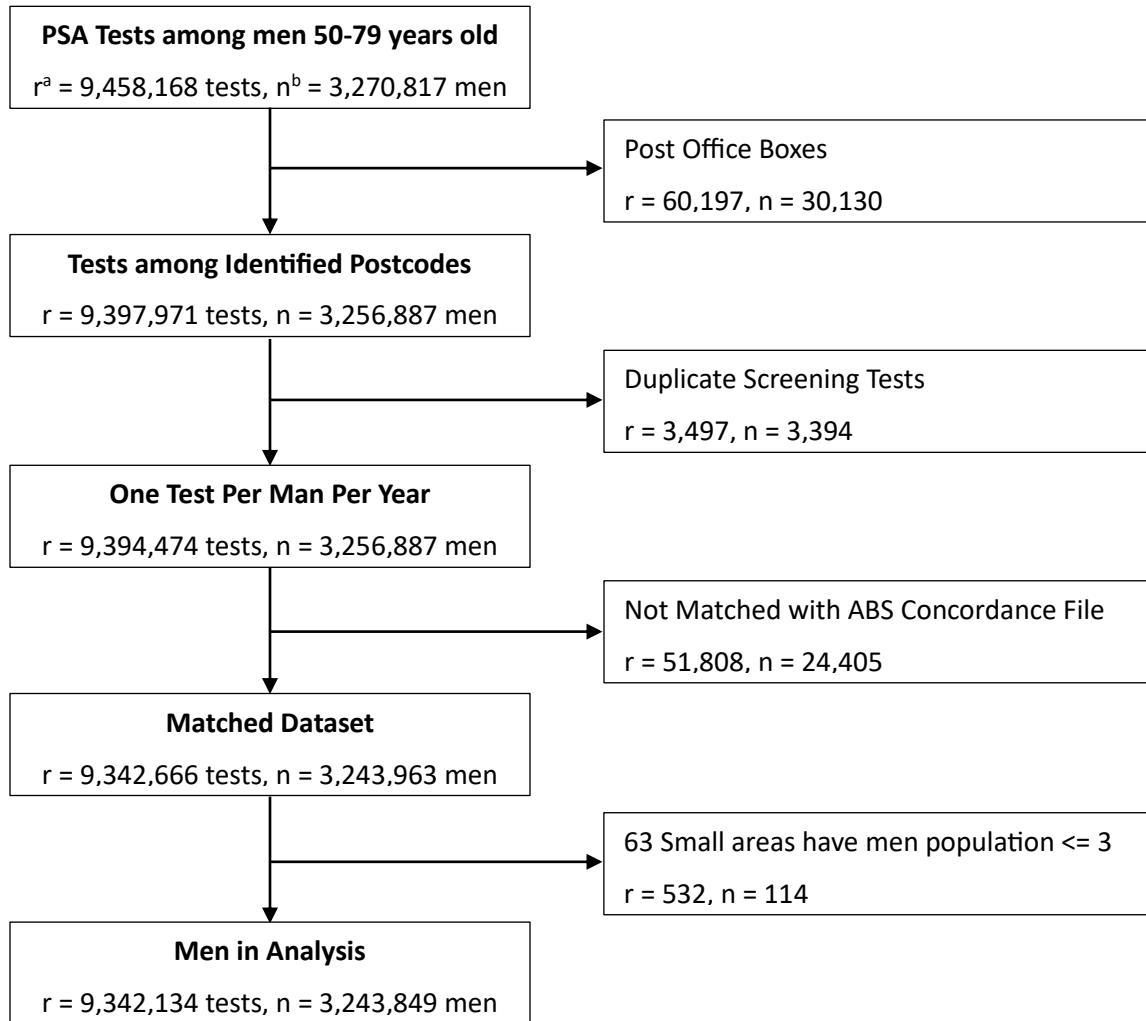 PSA Tests among men 50-79 years old
rᵃ = 9,458,168 tests, nᵇ = 3,270,817 men
Post Office Boxes
r = 60,197, n = 30,130
Tests among Identified Postcodes
r = 9,397,971 tests, n = 3,256,887 men
Duplicate Screening Tests
r = 3,497, n = 3,394
One Test Per Man Per Year
r = 9,394,474 tests, n = 3,256,887 men
Not Matched with ABS Concordance File
r = 51,808, n = 24,405
Matched Dataset
r = 9,342,666 tests, n = 3,243,963 men
63 Small areas have men population <= 3
r = 532, n = 114
Men in Analysis
r = 9,342,134 tests, n = 3,243,849 men